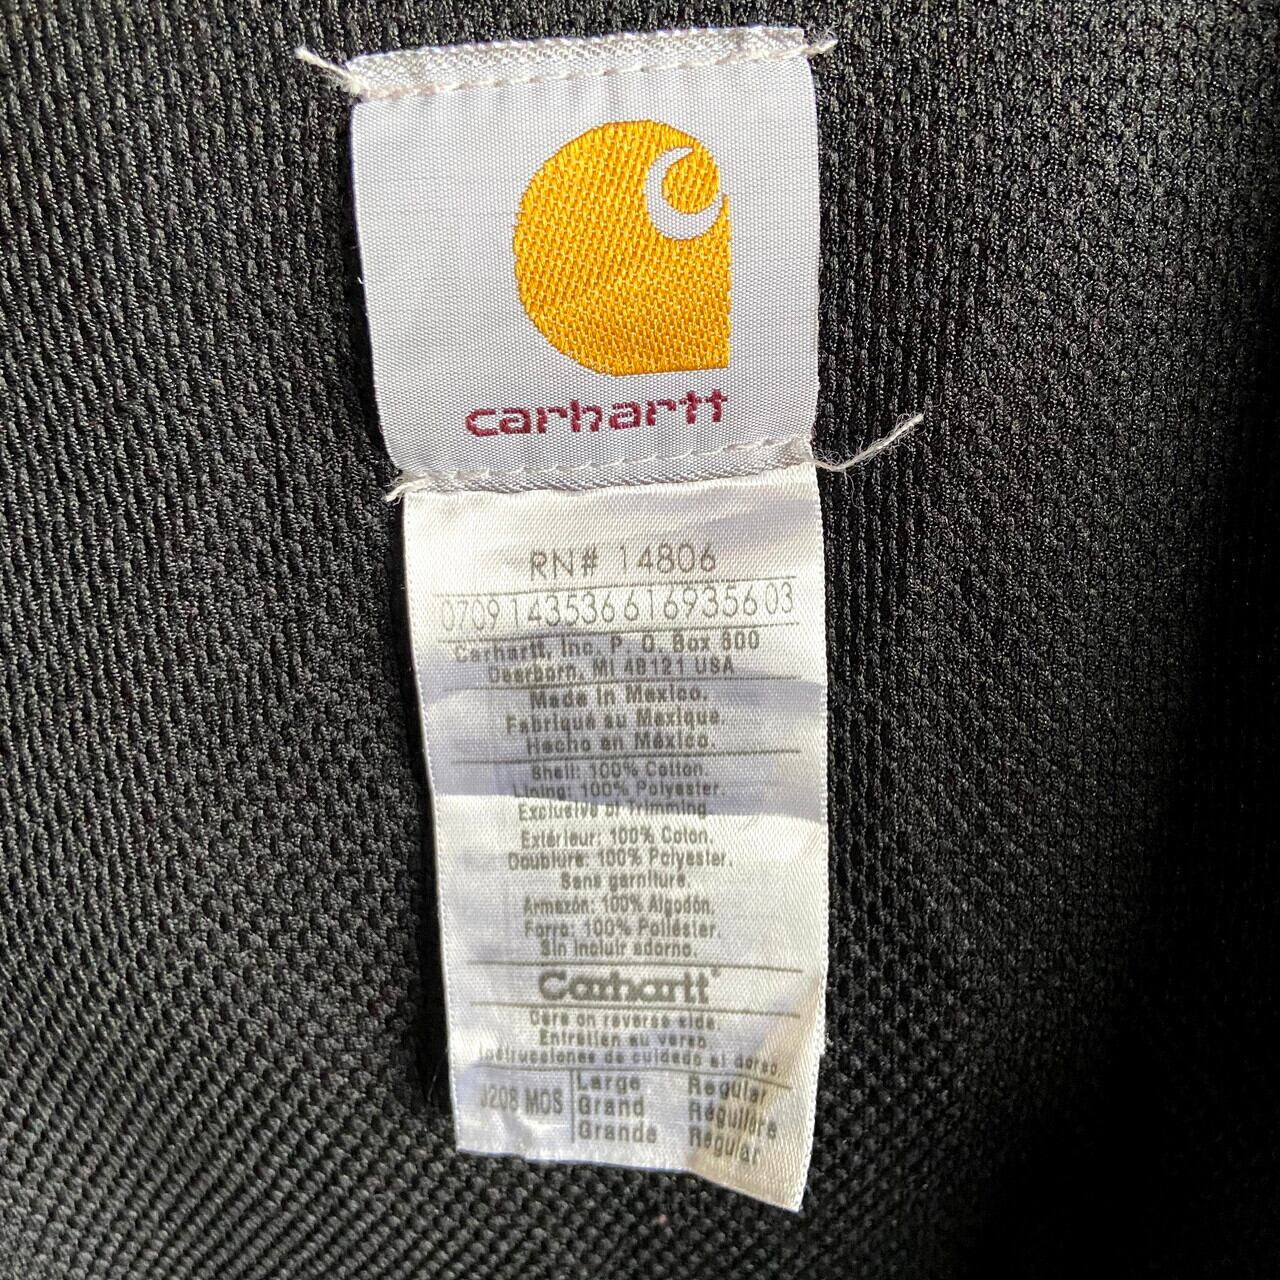 carhartt
RN# 14806
0709 143536 6169356 03
Carhartt, Inc. P. O. Box 600
Dearborn, MI 48121 USA
Made in Mexico.
Fabriqué au Mexique.
Hecho en México.
Shell: 100% Cotton.
Lining: 100% Polyester.
Exclusive of Trimming
Extérieur: 100% Coton.
Doublure: 100% Polyester.
Sans garniture.
Armazón: 100% Algodón.
Forro: 100% Poliéster.
Sin incluir adorno.
Carhartt
Care on reverse side.
Entretien au verso.
Instrucciones de cuidado al dorso.
J208 MOS
Large Regular
Grand Régulière
Grande Regular